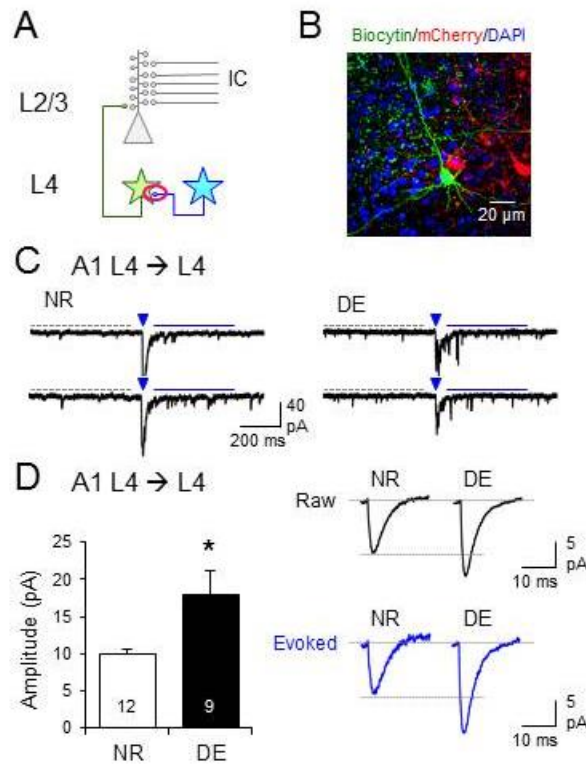 A
L2/3
IC
L4
B
Biocytin/mCherry/DAPI
20 µm
C A1 L4 → L4
NR
DE
40
pA
200 ms
D A1 L4 → L4
Amplitude (pA)
25
20
15
10
5
0
*
12
9
NR DE
NR DE
Raw
5
pA
10 ms
NR DE
Evoked
5
pA
10 ms